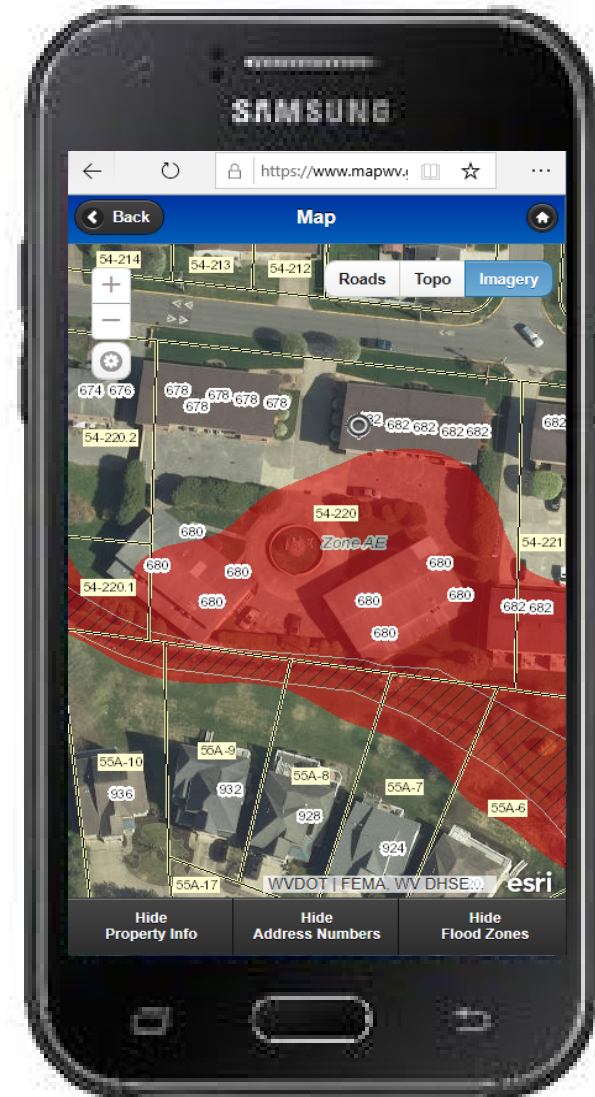 SAMSUNG
https://www.mapwv.g
Back
Map
54-214
54-213
54-212
Roads
Topo
Imagery
674 676
678 678 678 678 678
682 682 682 682
682
54-220.2
54-220
680
Zone AE
54-221
680
680
680
680
680
680
680
54-220.1
682 682
55A-10
55A-9
55A-8
55A-7
55A-6
936
932
928
924
55A-17
WVDOT | FEMA, WV DHSE
esri
Hide
Property Info
Hide
Address Numbers
Hide
Flood Zones